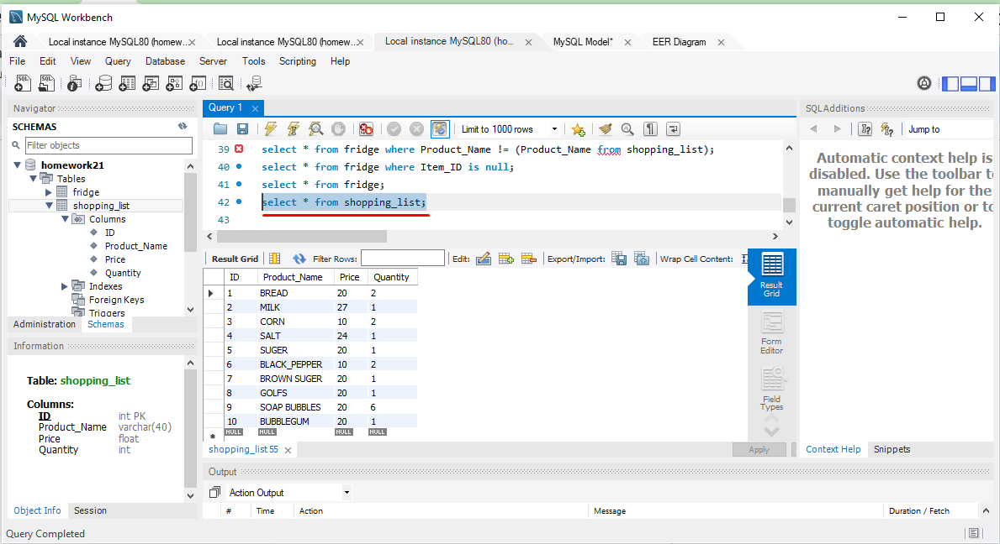 MySQL Workbench
Local instance MySQL80 (homew...
Local instance MySQL80 (homew...
Local instance MySQL80 (ho...
MySQL Model*
EER Diagram
File Edit View Query Database Server Tools Scripting Help
Navigator
SCHEMAS
Filter objects
homework21
Tables
fridge
shopping_list
Columns
ID
Product_Name
Price
Quantity
Indexes
Foreign Keys
Triggers
Administration Schemas
Information
Table: shopping_list
Columns:
ID int PK
Product_Name varchar(40)
Price float
Quantity int
Object Info Session
Query 1
Limit to 1000 rows
39 select * from fridge where Product_Name != (Product_Name from shopping_list);
40 select * from fridge where Item_ID is null;
41 select * from fridge;
42 select * from shopping_list;
43
Result Grid Filter Rows: Edit: Export/Import: Wrap Cell Content:
ID Product_Name Price Quantity
1 BREAD 20 2
2 MILK 27 1
3 CORN 10 2
4 SALT 24 1
5 SUGER 20 1
6 BLACK_PEPPER 10 2
7 BROWN SUGER 20 1
8 GOLFS 20 1
9 SOAP BUBBLES 20 6
10 BUBBLEGUM 20 1
NULL NULL NULL NULL
Result
Grid
Form
Editor
Field
Types
shopping_list 55
Apply
Output
Action Output
# Time Action Message Duration / Fetch
SQLAdditions
Jump to
Automatic context help is
disabled. Use the toolbar to
manually get help for the
current caret position or to
toggle automatic help.
Context Help Snippets
Query Completed